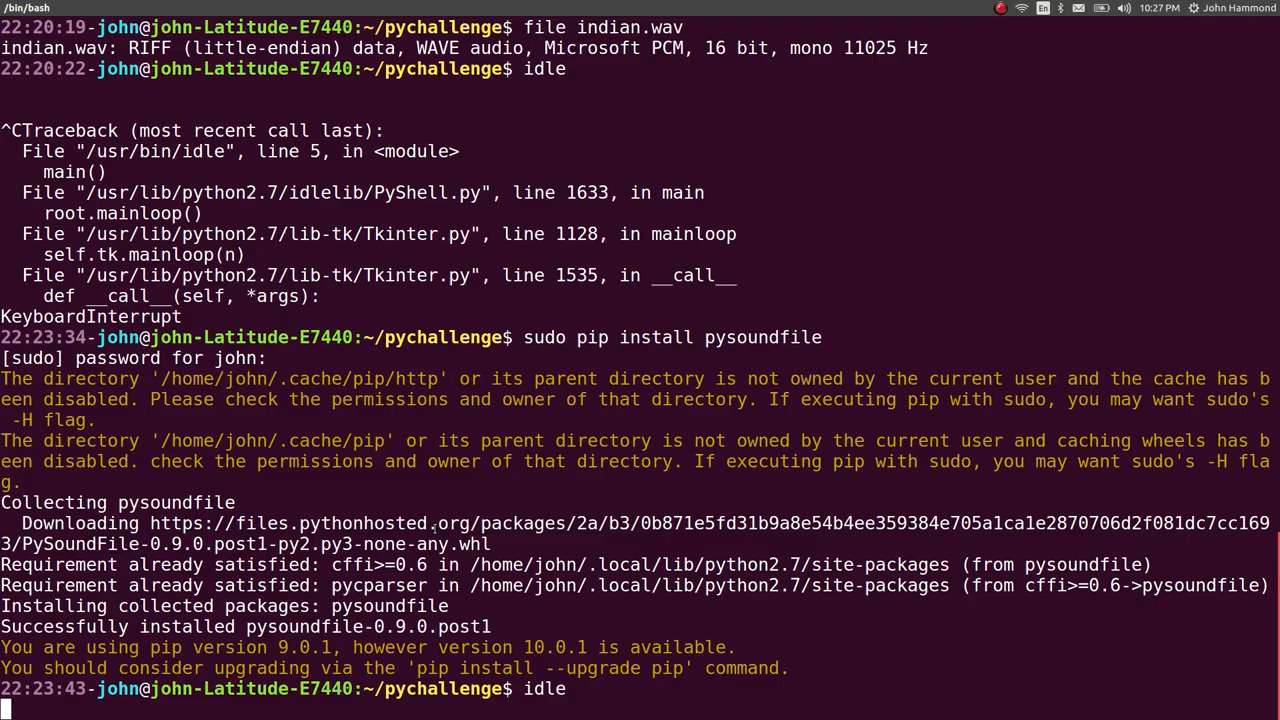 /bin/bash En 10:27 PM John Hammond
22:20:19-john@john-Latitude-E7440:~/pychallenge$ file indian.wav
indian.wav: RIFF (little-endian) data, WAVE audio, Microsoft PCM, 16 bit, mono 11025 Hz
22:20:22-john@john-Latitude-E7440:~/pychallenge$ idle
^CTraceback (most recent call last):
  File "/usr/bin/idle", line 5, in <module>
    main()
  File "/usr/lib/python2.7/idlelib/PyShell.py", line 1633, in main
    root.mainloop()
  File "/usr/lib/python2.7/lib-tk/Tkinter.py", line 1128, in mainloop
    self.tk.mainloop(n)
  File "/usr/lib/python2.7/lib-tk/Tkinter.py", line 1535, in __call__
    def __call__(self, *args):
KeyboardInterrupt
22:23:34-john@john-Latitude-E7440:~/pychallenge$ sudo pip install pysoundfile
[sudo] password for john:
The directory '/home/john/.cache/pip/http' or its parent directory is not owned by the current user and the cache has b
een disabled. Please check the permissions and owner of that directory. If executing pip with sudo, you may want sudo's
 -H flag.
The directory '/home/john/.cache/pip' or its parent directory is not owned by the current user and caching wheels has b
een disabled. check the permissions and owner of that directory. If executing pip with sudo, you may want sudo's -H fla
g.
Collecting pysoundfile
  Downloading https://files.pythonhosted.org/packages/2a/b3/0b871e5fd31b9a8e54b4ee359384e705a1ca1e2870706d2f081dc7cc169
3/PySoundFile-0.9.0.post1-py2.py3-none-any.whl
Requirement already satisfied: cffi>=0.6 in /home/john/.local/lib/python2.7/site-packages (from pysoundfile)
Requirement already satisfied: pycparser in /home/john/.local/lib/python2.7/site-packages (from cffi>=0.6->pysoundfile)
Installing collected packages: pysoundfile
Successfully installed pysoundfile-0.9.0.post1
You are using pip version 9.0.1, however version 10.0.1 is available.
You should consider upgrading via the 'pip install --upgrade pip' command.
22:23:43-john@john-Latitude-E7440:~/pychallenge$ idle